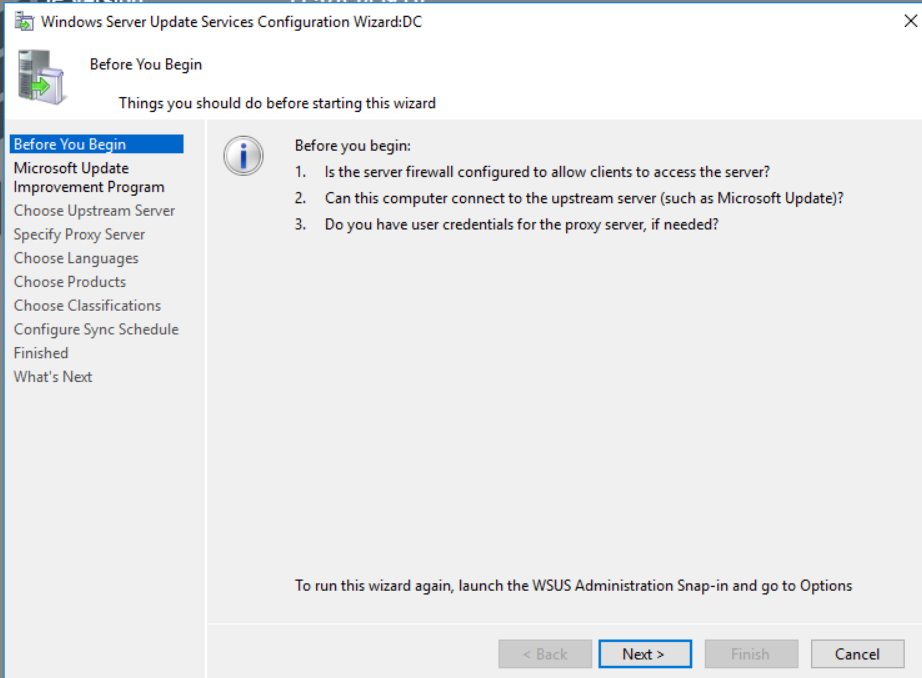 Windows Server Update Services Configuration Wizard:DC
Before You Begin
Things you should do before starting this wizard
Before You Begin
Microsoft Update
Improvement Program
Choose Upstream Server
Specify Proxy Server
Choose Languages
Choose Products
Choose Classifications
Configure Sync Schedule
Finished
What's Next
Before you begin:
1. Is the server firewall configured to allow clients to access the server?
2. Can this computer connect to the upstream server (such as Microsoft Update)?
3. Do you have user credentials for the proxy server, if needed?
To run this wizard again, launch the WSUS Administration Snap-in and go to Options
< Back Next > Finish Cancel